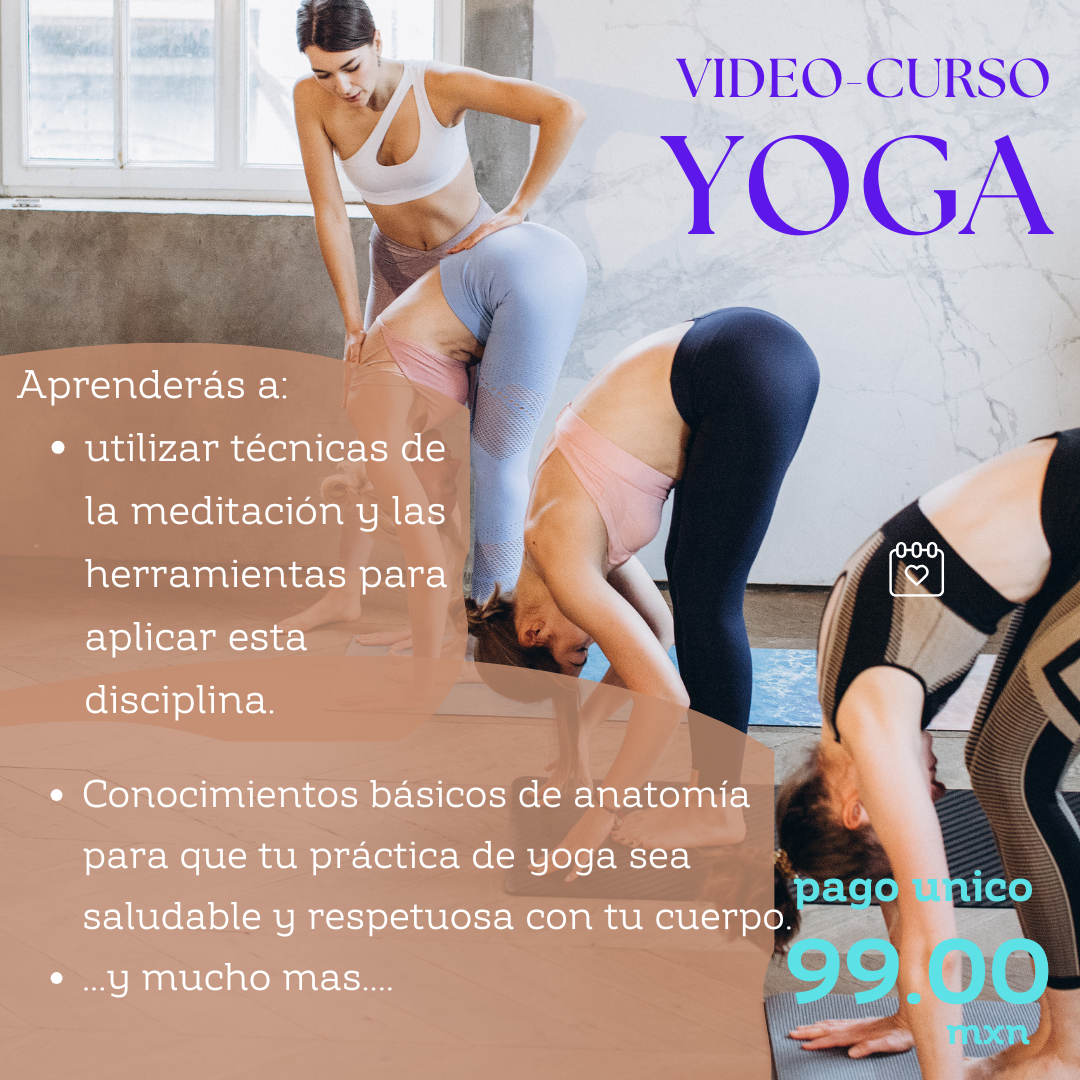 VIDEO-CURSO
YOGA
Aprenderás a:
• utilizar técnicas de
la meditación y las
herramientas para
aplicar esta
disciplina.
• Conocimientos básicos de anatomía
para que tu práctica de yoga sea
saludable y respetuosa con tu cuerpo.
• ...y mucho mas....
pago unico
99.00
mxn